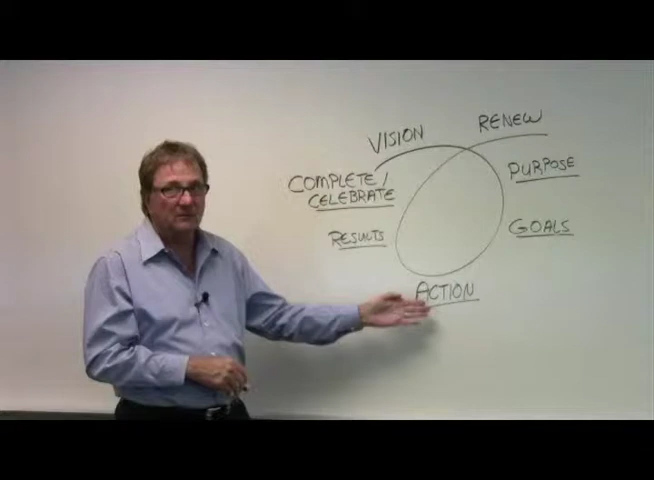 VISION
RENEW
PURPOSE
COMPLETE/
CELEBRATE
GOALS
RESULTS
ACTION